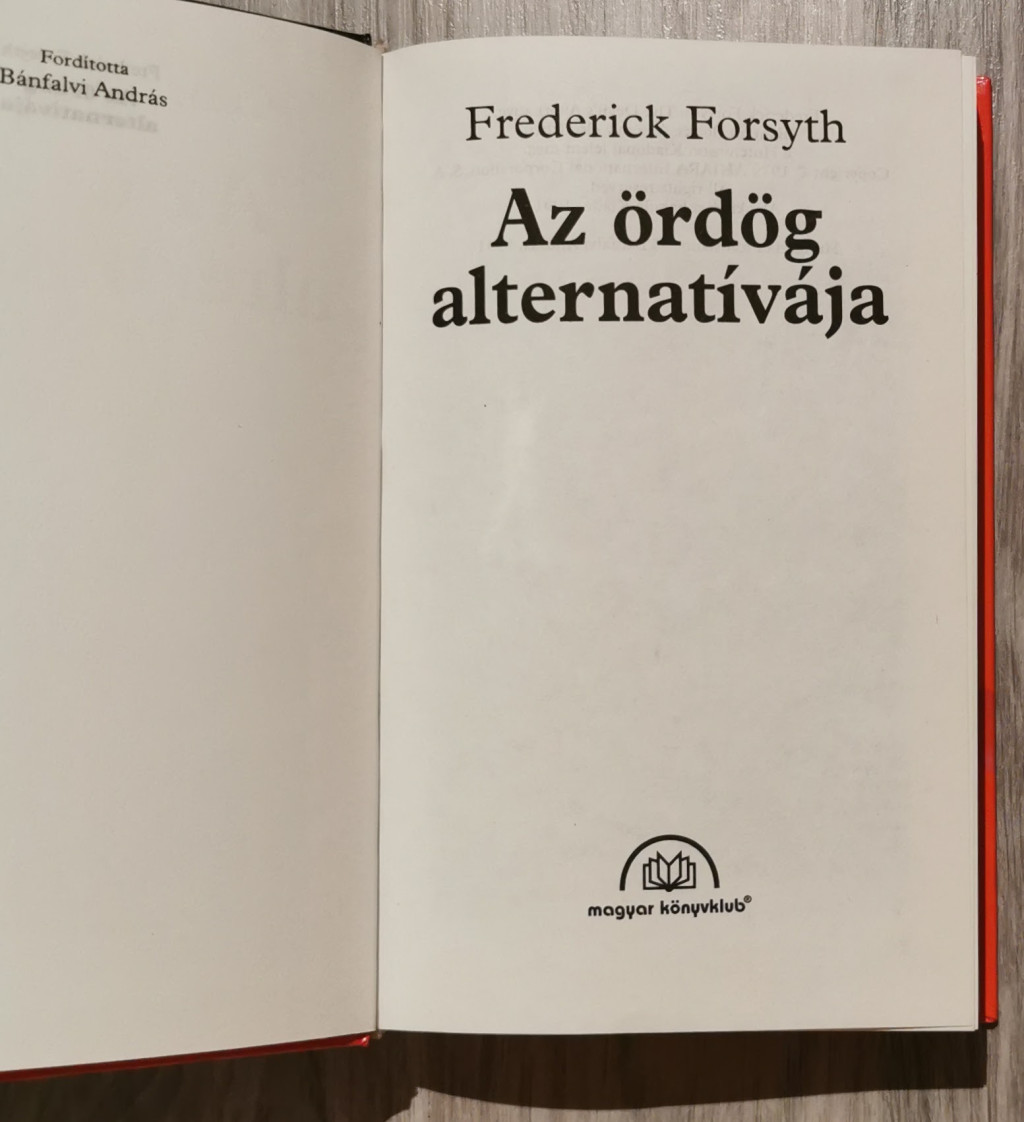 Fordította
Bánfalvi András
Frederick Forsyth
Az ördög
alternatívája
magyar könyvklub®